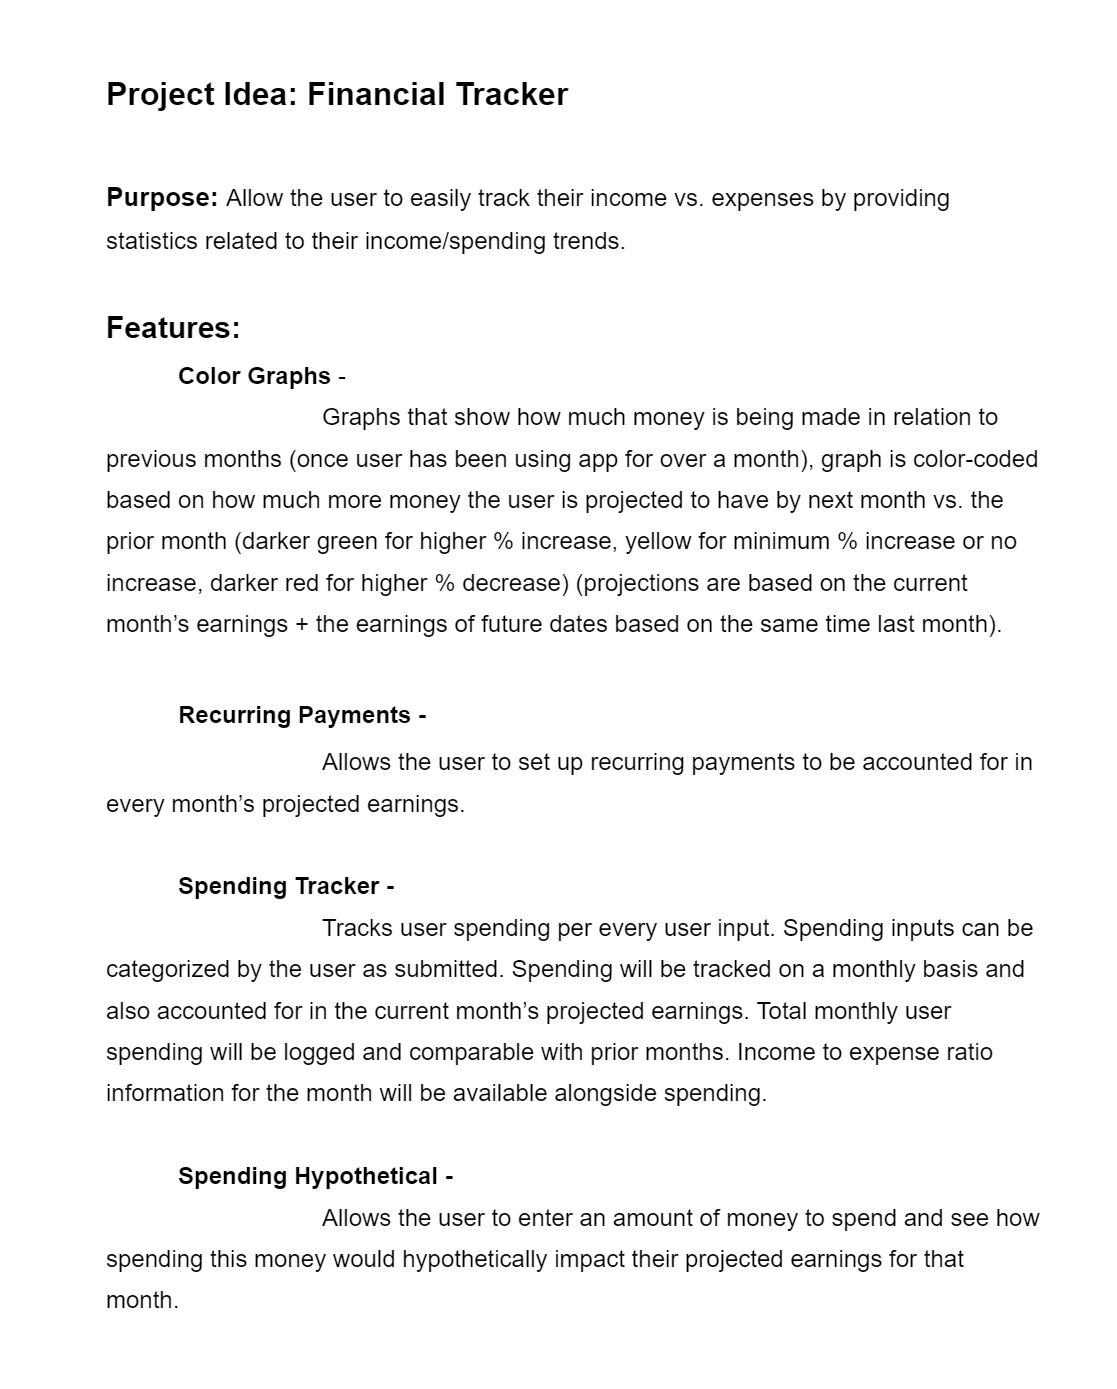 Project Idea: Financial Tracker
Purpose: Allow the user to easily track their income vs. expenses by providing
statistics related to their income/spending trends.
Features:
Color Graphs -
Graphs that show how much money is being made in relation to
previous months (once user has been using app for over a month), graph is color-coded
based on how much more money the user is projected to have by next month vs. the
prior month (darker green for higher % increase, yellow for minimum % increase or no
increase, darker red for higher % decrease) (projections are based on the current
month’s earnings + the earnings of future dates based on the same time last month).
Recurring Payments -
Allows the user to set up recurring payments to be accounted for in
every month’s projected earnings.
Spending Tracker -
Tracks user spending per every user input. Spending inputs can be
categorized by the user as submitted. Spending will be tracked on a monthly basis and
also accounted for in the current month’s projected earnings. Total monthly user
spending will be logged and comparable with prior months. Income to expense ratio
information for the month will be available alongside spending.
Spending Hypothetical -
Allows the user to enter an amount of money to spend and see how
spending this money would hypothetically impact their projected earnings for that
month.